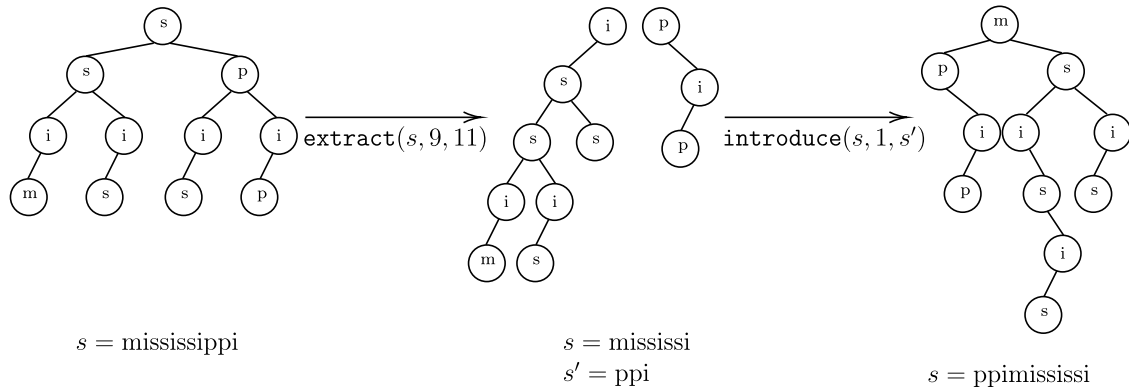 s
s p
i i i i
m s s p
extract(s, 9, 11)
s = mississippi
i p
s i
s s p
i i
m s
s = mississi
s′ = ppi
introduce(s, 1, s′)
m
p s
i i i
p s s
i
s
s = ppimississi